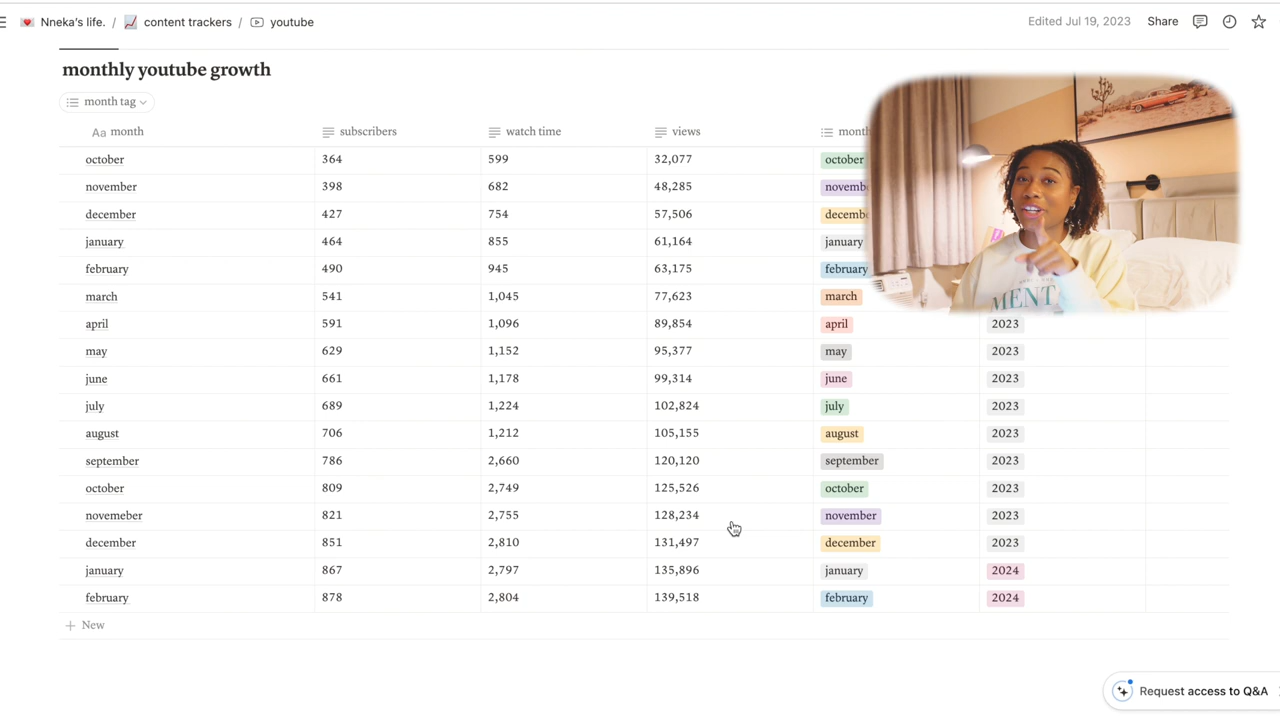 Nneka's life. / content trackers / youtube Edited Jul 19, 2023 Share
monthly youtube growth
month tag
Aa month subscribers watch time views month
october 364 599 32,077 october
november 398 682 48,285 novemb
december 427 754 57,506 decemb
january 464 855 61,164 january
february 490 945 63,175 february
march 541 1,045 77,623 march
april 591 1,096 89,854 april 2023
may 629 1,152 95,377 may 2023
june 661 1,178 99,314 june 2023
july 689 1,224 102,824 july 2023
august 706 1,212 105,155 august 2023
september 786 2,660 120,120 september 2023
october 809 2,749 125,526 october 2023
novemeber 821 2,755 128,234 november 2023
december 851 2,810 131,497 december 2023
january 867 2,797 135,896 january 2024
february 878 2,804 139,518 february 2024
+ New
MENT
Request access to Q&A